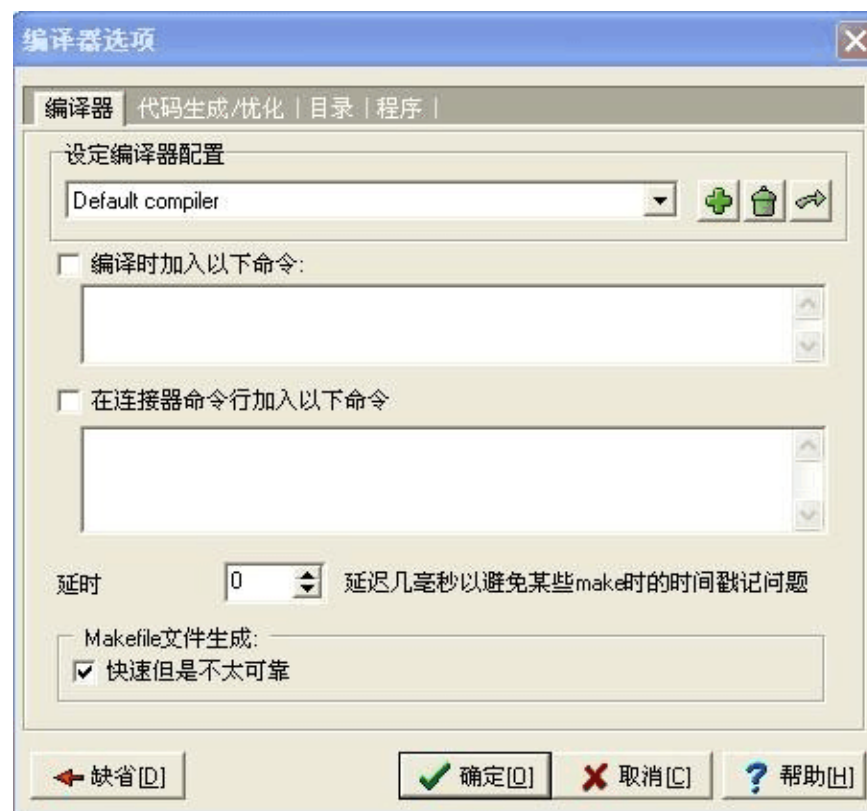 编译器选项
编译器 代码生成/优化 | 目录 | 程序 |
设定编译器配置
Default compiler
编译时加入以下命令:
在连接器命令行加入以下命令
延时 0 延迟几毫秒以避免某些make时的时间戳记问题
Makefile文件生成:
快速但是不太可靠
缺省[D] 确定[O] 取消[C] 帮助[H]